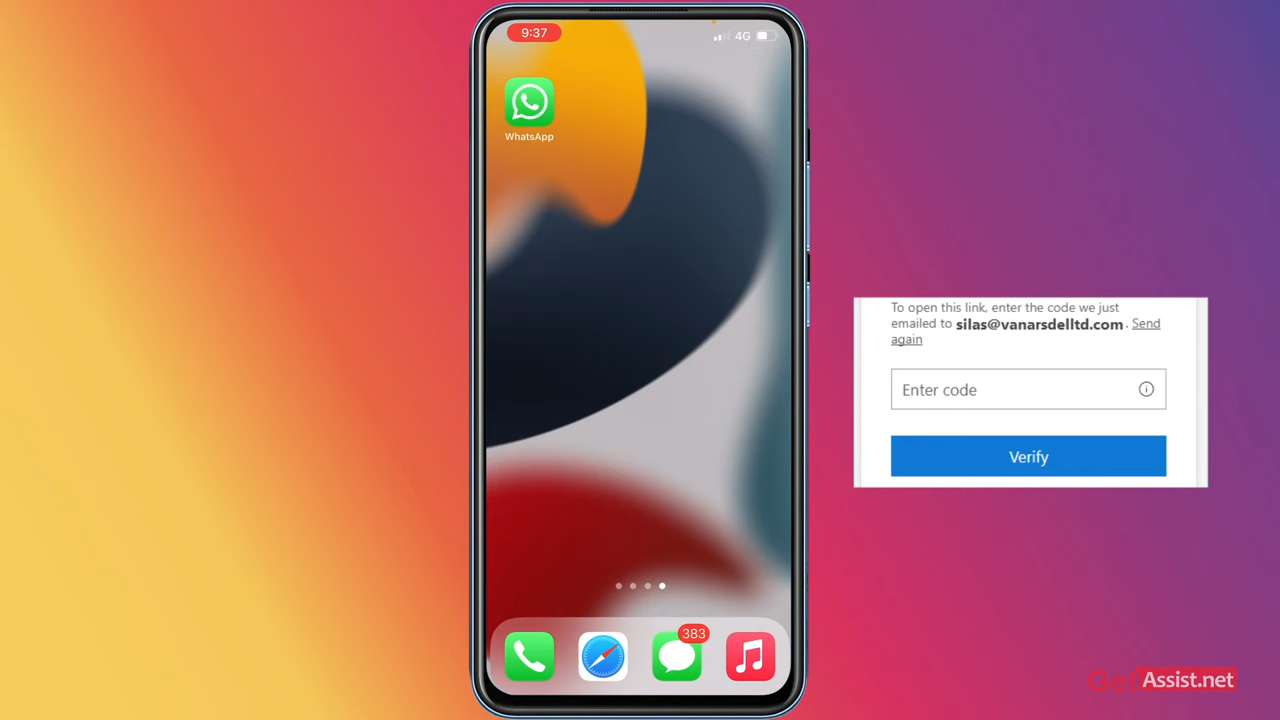 9:37
4G
WhatsApp
383
To open this link, enter the code we just
emailed to silas@vanarsdelltd.com. Send
again
Enter code
Verify
GetAssist.net